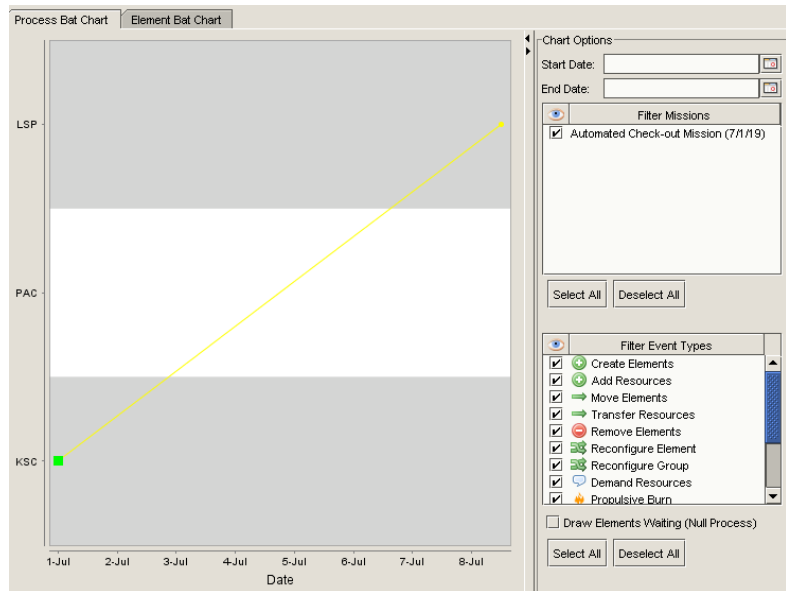 Process Bat Chart
Element Bat Chart
LSP
PAC
KSC
1-Jul 2-Jul 3-Jul 4-Jul 5-Jul 6-Jul 7-Jul 8-Jul
Date
Chart Options
Start Date:
End Date:
Filter Missions
Automated Check-out Mission (7/1/19)
Select All Deselect All
Filter Event Types
Create Elements
Add Resources
Move Elements
Transfer Resources
Remove Elements
Reconfigure Element
Reconfigure Group
Demand Resources
Propulsive Burn
Draw Elements Waiting (Null Process)
Select All Deselect All